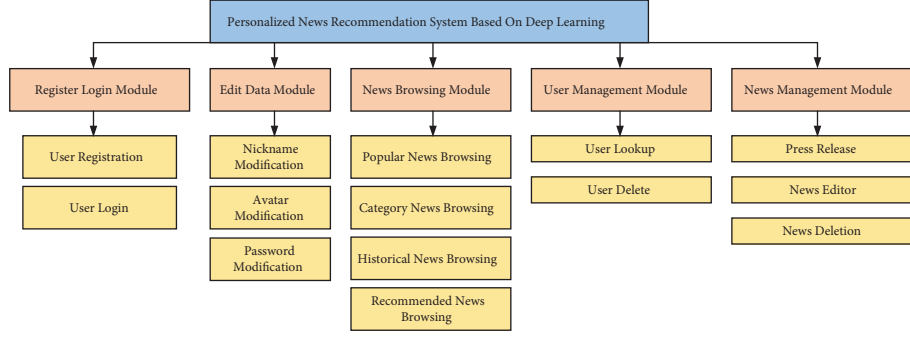 Personalized News Recommendation System Based On Deep Learning
Register Login Module
Edit Data Module
News Browsing Module
User Management Module
News Management Module
User Registration
User Login
Nickname
Modification
Avatar
Modification
Password
Modification
Popular News Browsing
Category News Browsing
Historical News Browsing
Recommended News
Browsing
User Lookup
User Delete
Press Release
News Editor
News Deletion